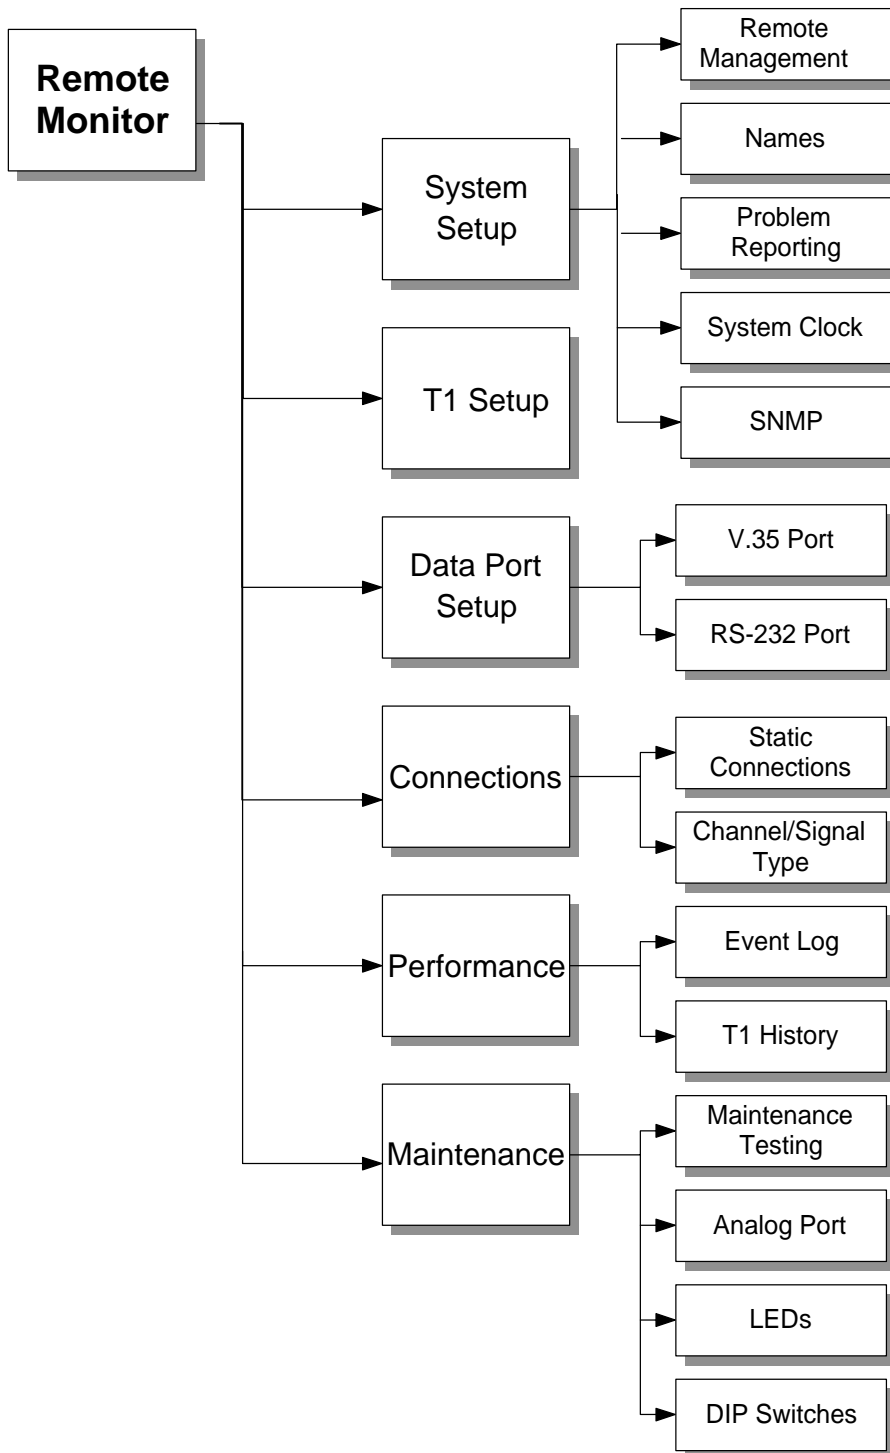 Remote
Monitor
System
Setup
Remote
Management
Names
Problem
Reporting
System Clock
SNMP
T1 Setup
Data Port
Setup
V.35 Port
RS-232 Port
Connections
Static
Connections
Channel/Signal
Type
Performance
Event Log
T1 History
Maintenance
Maintenance
Testing
Analog Port
LEDs
DIP Switches